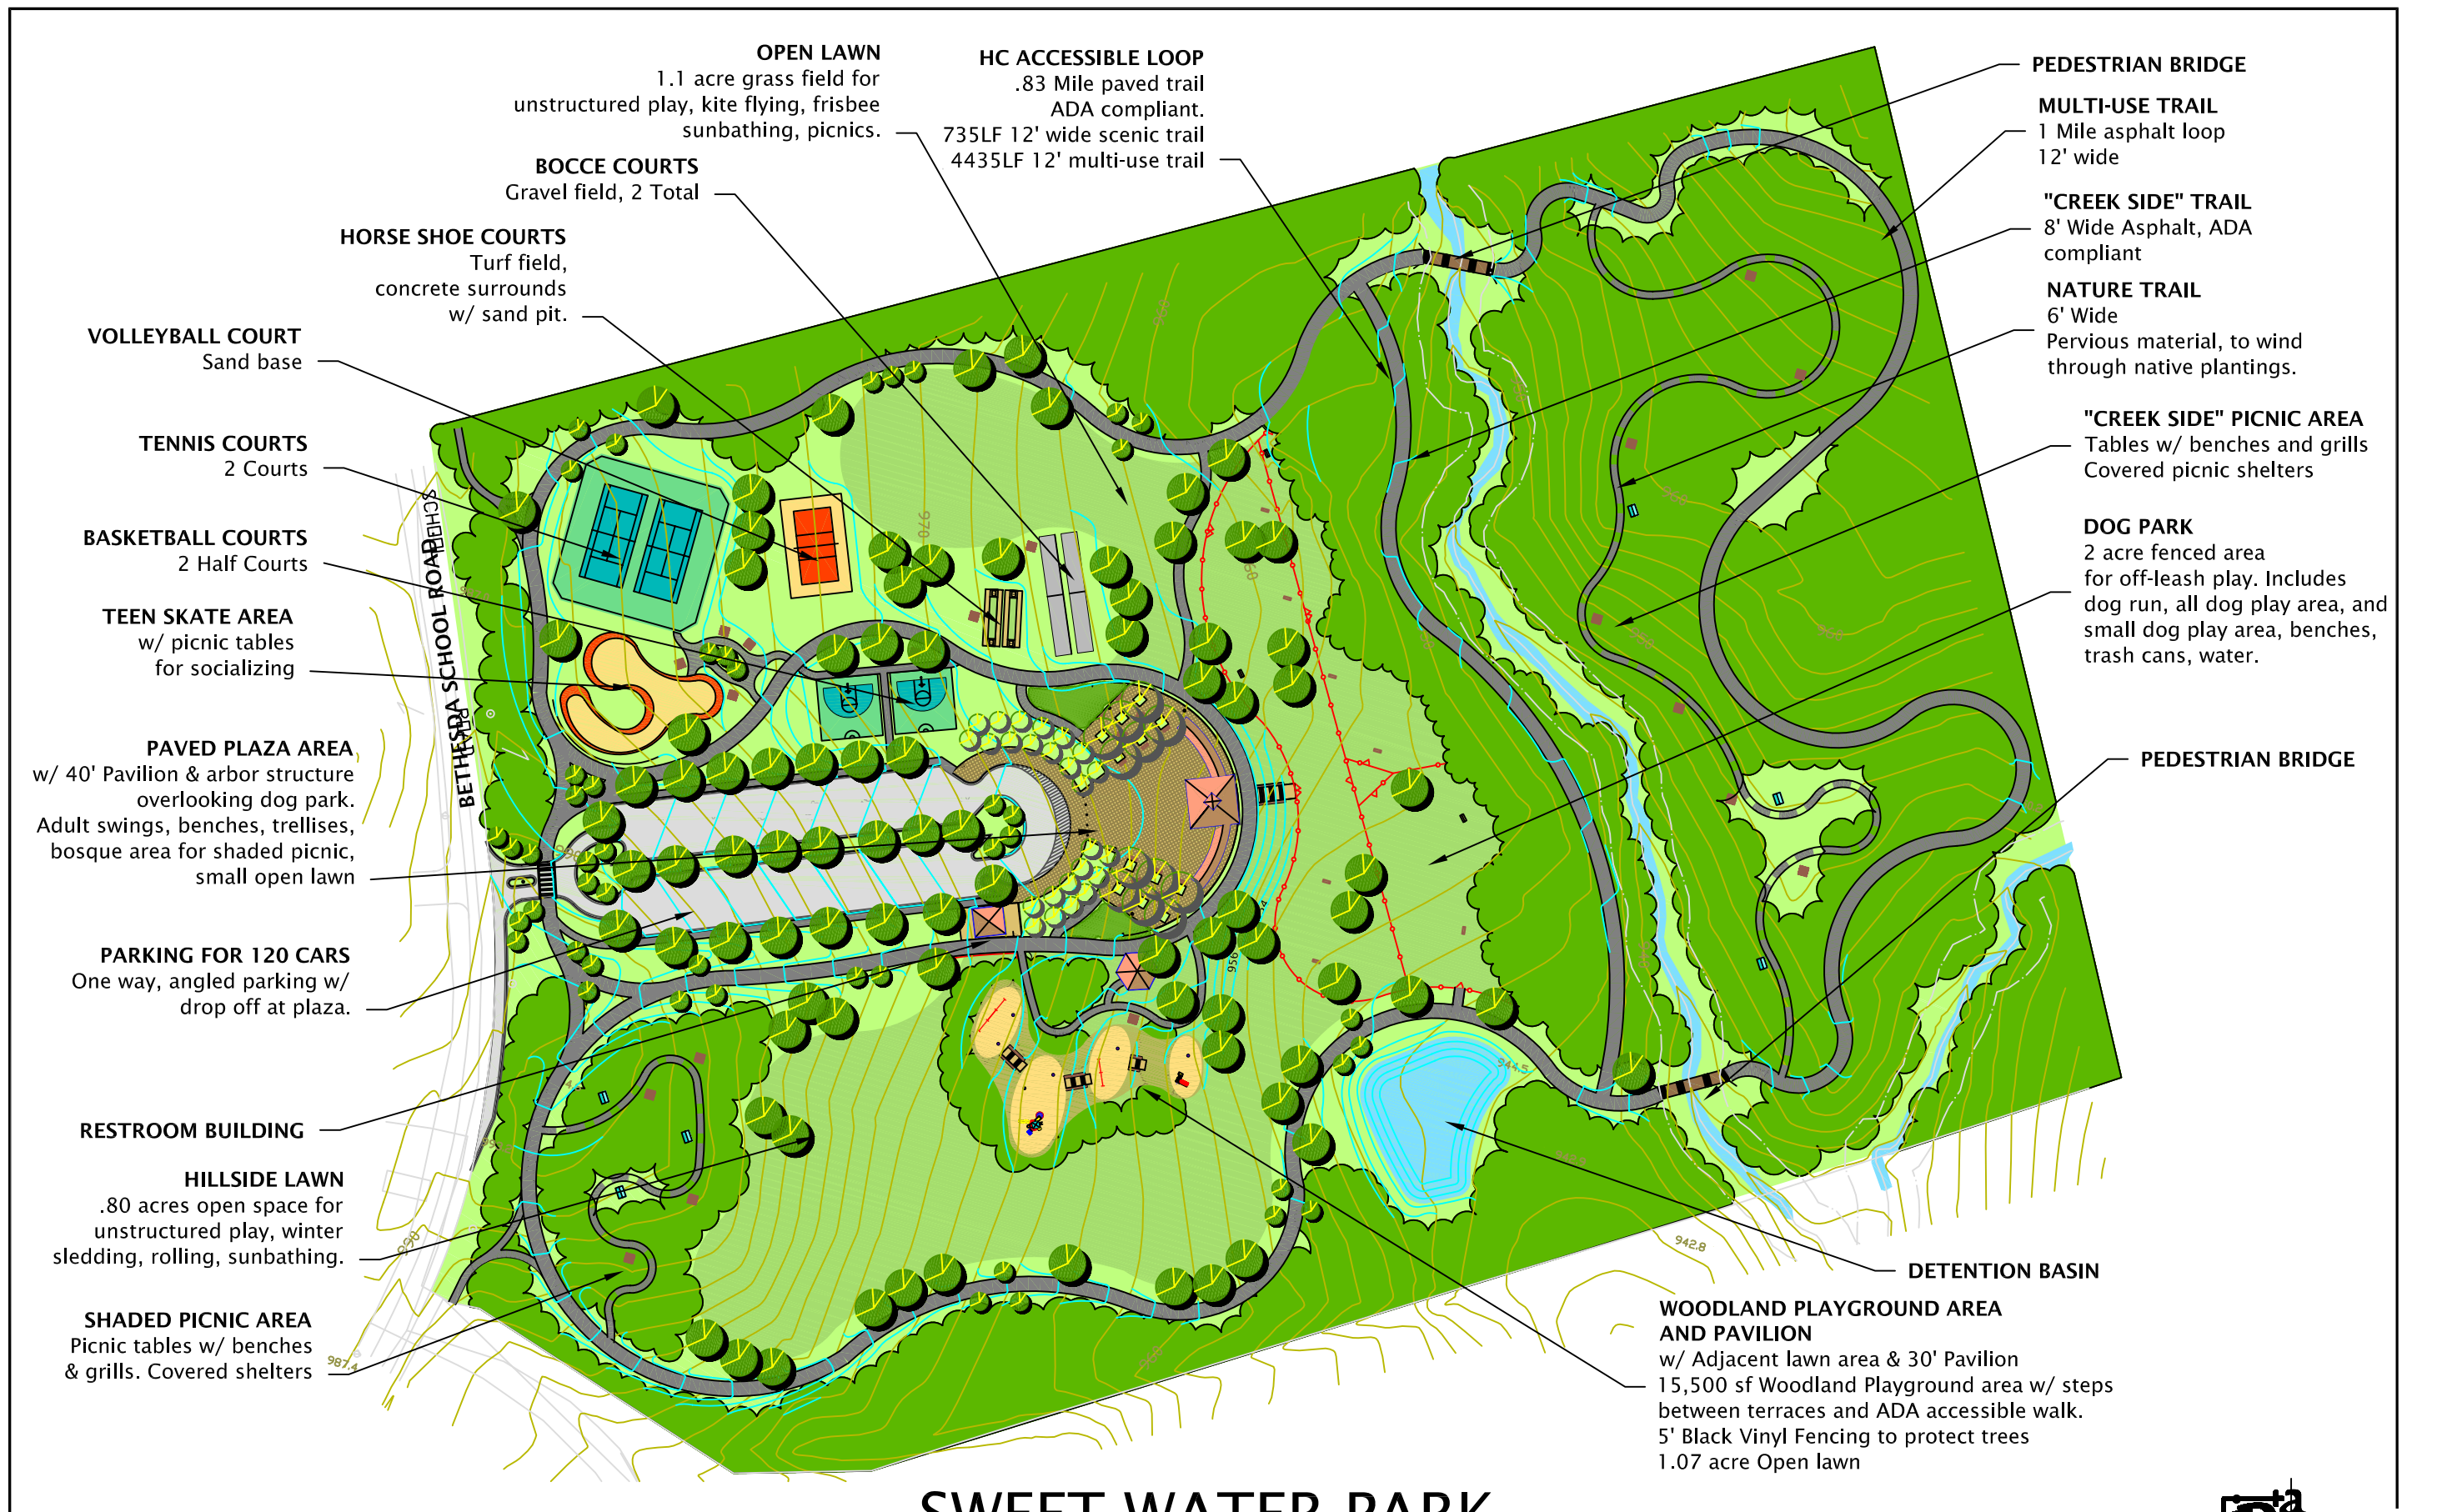 OPEN LAWN
1.1 acre grass field for
unstructured play, kite flying, frisbee
sunbathing, picnics.
HC ACCESSIBLE LOOP
.83 Mile paved trail
ADA compliant.
735LF 12' wide scenic trail
4435LF 12' multi-use trail
BOCCE COURTS
Gravel field, 2 Total
HORSE SHOE COURTS
Turf field,
concrete surrounds
w/ sand pit.
VOLLEYBALL COURT
Sand base
TENNIS COURTS
2 Courts
BASKETBALL COURTS
2 Half Courts
TEEN SKATE AREA
w/ picnic tables
for socializing
PAVED PLAZA AREA
w/ 40' Pavilion & arbor structure
overlooking dog park.
Adult swings, benches, trellises,
bosque area for shaded picnic,
small open lawn
PARKING FOR 120 CARS
One way, angled parking w/
drop off at plaza.
RESTROOM BUILDING
HILLSIDE LAWN
.80 acres open space for
unstructured play, winter
sledding, rolling, sunbathing.
SHADED PICNIC AREA
Picnic tables w/ benches
& grills. Covered shelters
PEDESTRIAN BRIDGE
MULTI-USE TRAIL
1 Mile asphalt loop
12' wide
"CREEK SIDE" TRAIL
8' Wide Asphalt, ADA
compliant
NATURE TRAIL
6' Wide
Pervious material, to wind
through native plantings.
"CREEK SIDE" PICNIC AREA
Tables w/ benches and grills
Covered picnic shelters
DOG PARK
2 acre fenced area
for off-leash play. Includes
dog run, all dog play area, and
small dog play area, benches,
trash cans, water.
PEDESTRIAN BRIDGE
DETENTION BASIN
WOODLAND PLAYGROUND AREA
AND PAVILION
w/ Adjacent lawn area & 30' Pavilion
15,500 sf Woodland Playground area w/ steps
between terraces and ADA accessible walk.
5' Black Vinyl Fencing to protect trees
1.07 acre Open lawn
BETHESDA SCHOOL ROAD
970
990
944.5
942.8
990
987.4
SWEET WATER PARK